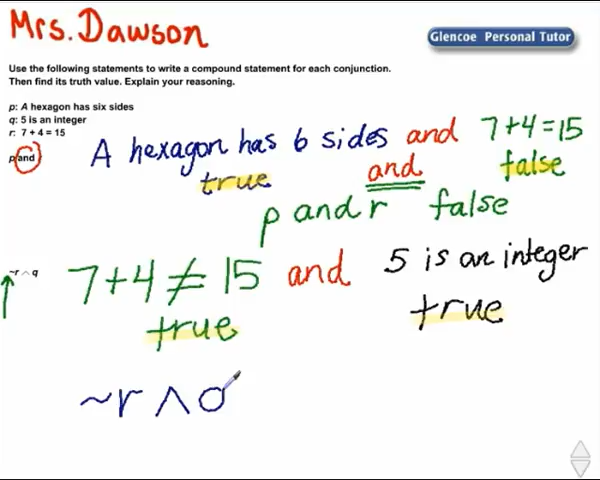 Mrs. Dawson
Glencoe Personal Tutor
Use the following statements to write a compound statement for each conjunction.
Then find its truth value. Explain your reasoning.
p: A hexagon has six sides
q: 5 is an integer
r: 7 + 4 = 15
p and
A hexagon has 6 sides and 7+4=15
true and false
p and r false
~r ∧ q
7+4≠15 and 5 is an integer
true true
~r ∧